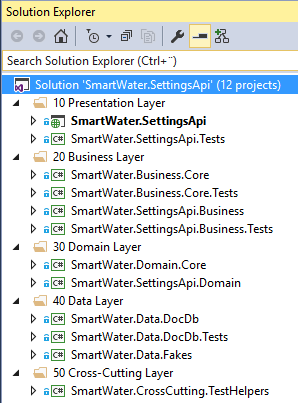 Solution Explorer
Search Solution Explorer (Ctrl+¨)
Solution 'SmartWater.SettingsApi' (12 projects)
10 Presentation Layer
SmartWater.SettingsApi
C# SmartWater.SettingsApi.Tests
20 Business Layer
C# SmartWater.Business.Core
C# SmartWater.Business.Core.Tests
C# SmartWater.SettingsApi.Business
C# SmartWater.SettingsApi.Business.Tests
30 Domain Layer
C# SmartWater.Domain.Core
C# SmartWater.SettingsApi.Domain
40 Data Layer
C# SmartWater.Data.DocDb
C# SmartWater.Data.DocDb.Tests
C# SmartWater.Data.Fakes
50 Cross-Cutting Layer
C# SmartWater.CrossCutting.TestHelpers